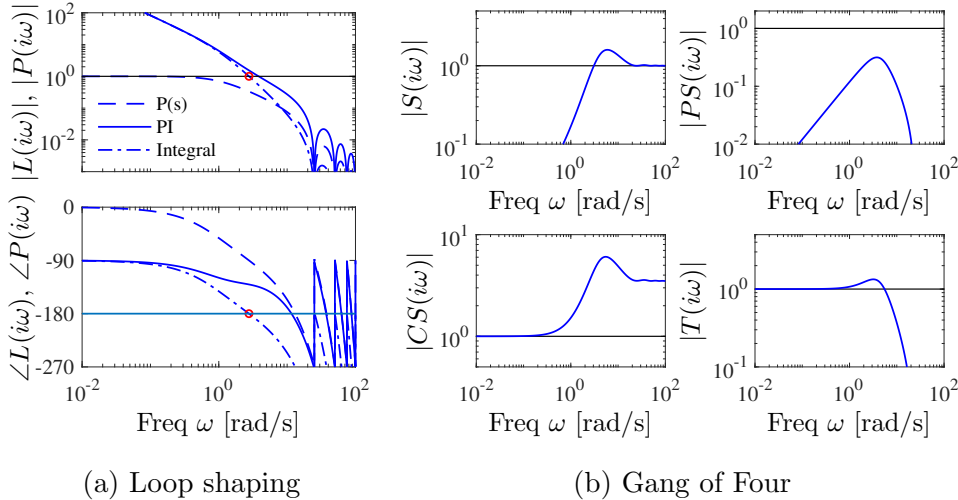 |L(iω)|, |P(iω)|
10^2
10^0
10^-2
P(s)
PI
Integral
∠L(iω), ∠P(iω)
0
-90
-180
-270
10^-2
10^0
10^2
Freq ω [rad/s]
(a) Loop shaping
|S(iω)|
10^1
10^0
10^-1
10^-2
10^0
10^2
Freq ω [rad/s]
|PS(iω)|
10^0
10^-1
10^-2
10^-2
10^0
10^2
Freq ω [rad/s]
|CS(iω)|
10^1
10^0
10^-2
10^0
10^2
Freq ω [rad/s]
|T(iω)|
10^1
10^0
10^-1
10^-2
10^0
10^2
Freq ω [rad/s]
(b) Gang of Four